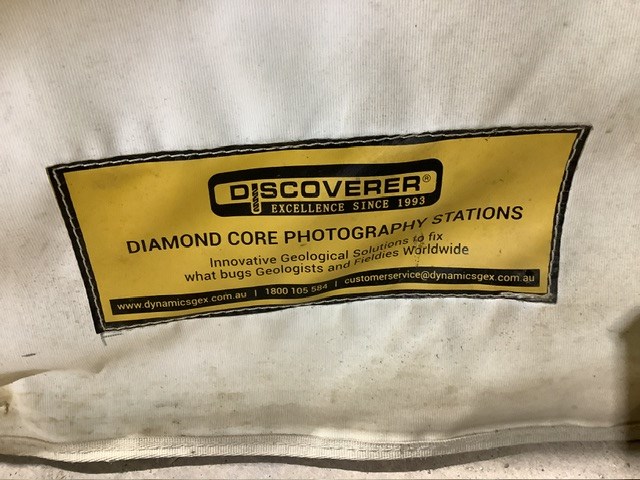 DISCOVERER®
EXCELLENCE SINCE 1993
DIAMOND CORE PHOTOGRAPHY STATIONS
Innovative Geological Solutions to fix
what bugs Geologists and Fieldies Worldwide
www.dynamicsgex.com.au | 1800 105 584 | customerservice@dynamicsgex.com.au